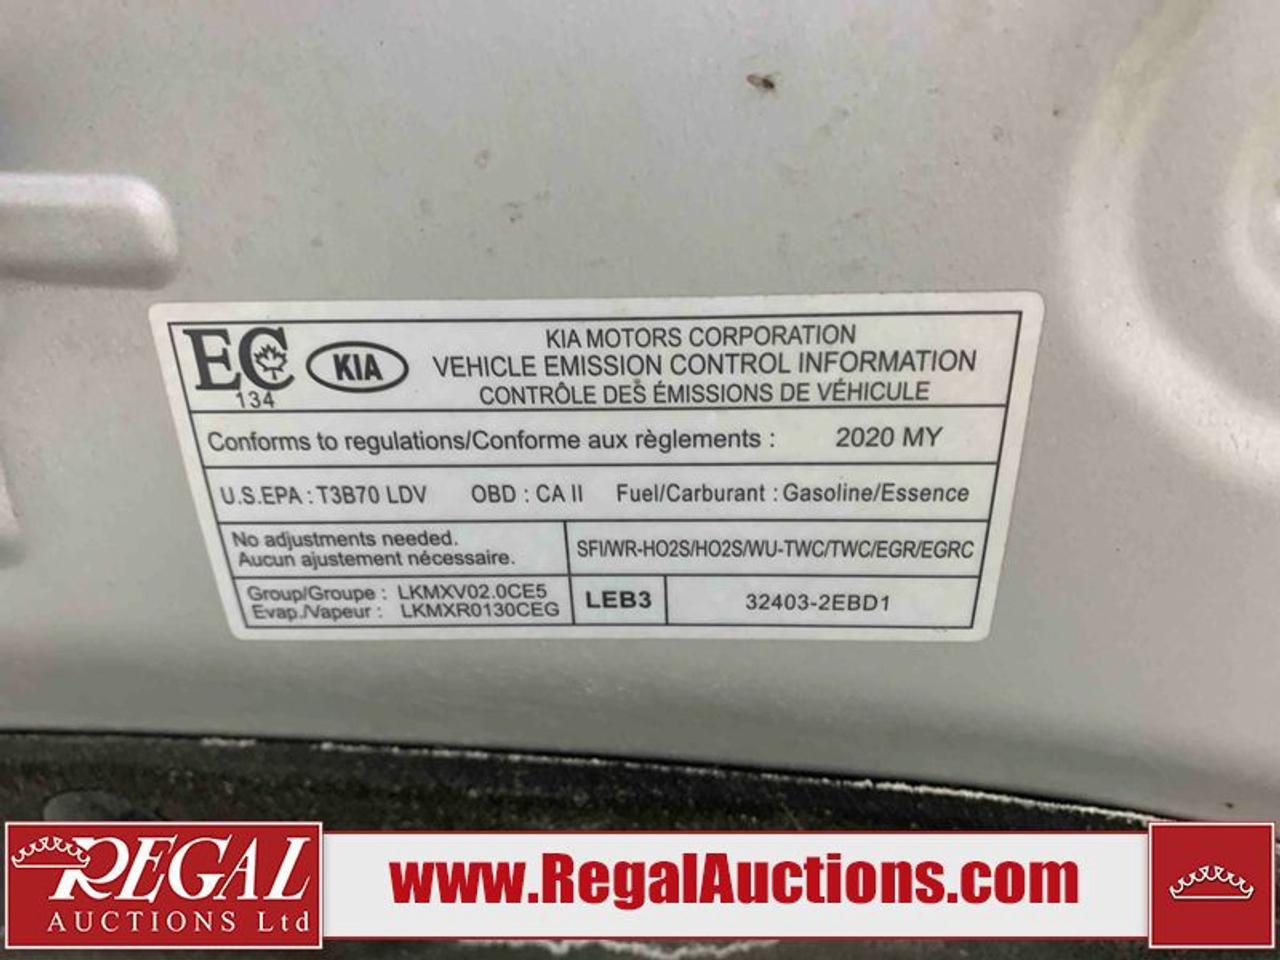 EC
134
KIA
KIA MOTORS CORPORATION
VEHICLE EMISSION CONTROL INFORMATION
CONTRÔLE DES ÉMISSIONS DE VÉHICULE
Conforms to regulations/Conforme aux règlements : 2020 MY
U.S.EPA : T3B70 LDV OBD : CA II Fuel/Carburant : Gasoline/Essence
No adjustments needed.
Aucun ajustement nécessaire.
SFI/WR-HO2S/HO2S/WU-TWC/TWC/EGR/EGRC
Group/Groupe : LKMXV02.0CE5
Evap./Vapeur : LKMXR0130CEG
LEB3
32403-2EBD1
REGAL
AUCTIONS Ltd
www.RegalAuctions.com